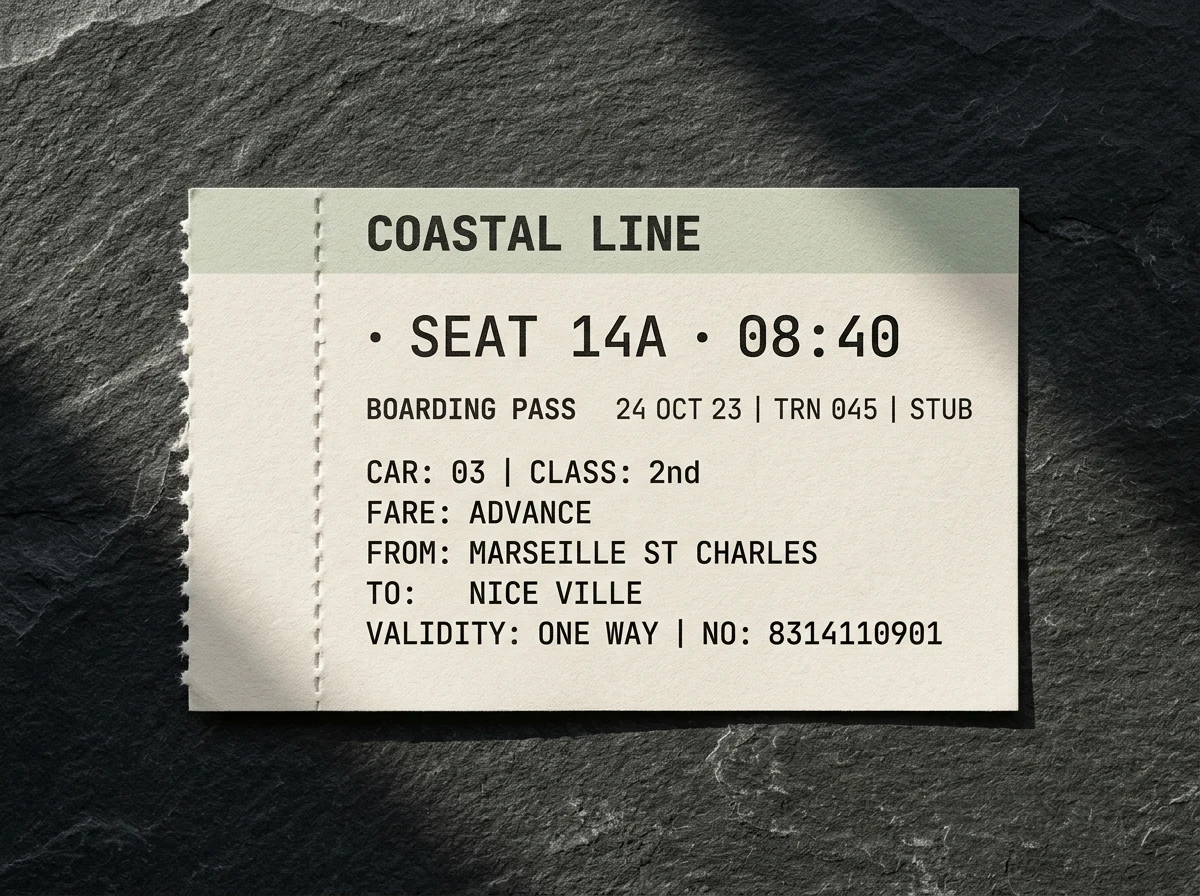 COASTAL LINE
· SEAT 14A · 08:40
BOARDING PASS 24 OCT 23 | TRN 045 | STUB
CAR: 03 | CLASS: 2nd
FARE: ADVANCE
FROM: MARSEILLE ST CHARLES
TO: NICE VILLE
VALIDITY: ONE WAY | NO: 8314110901